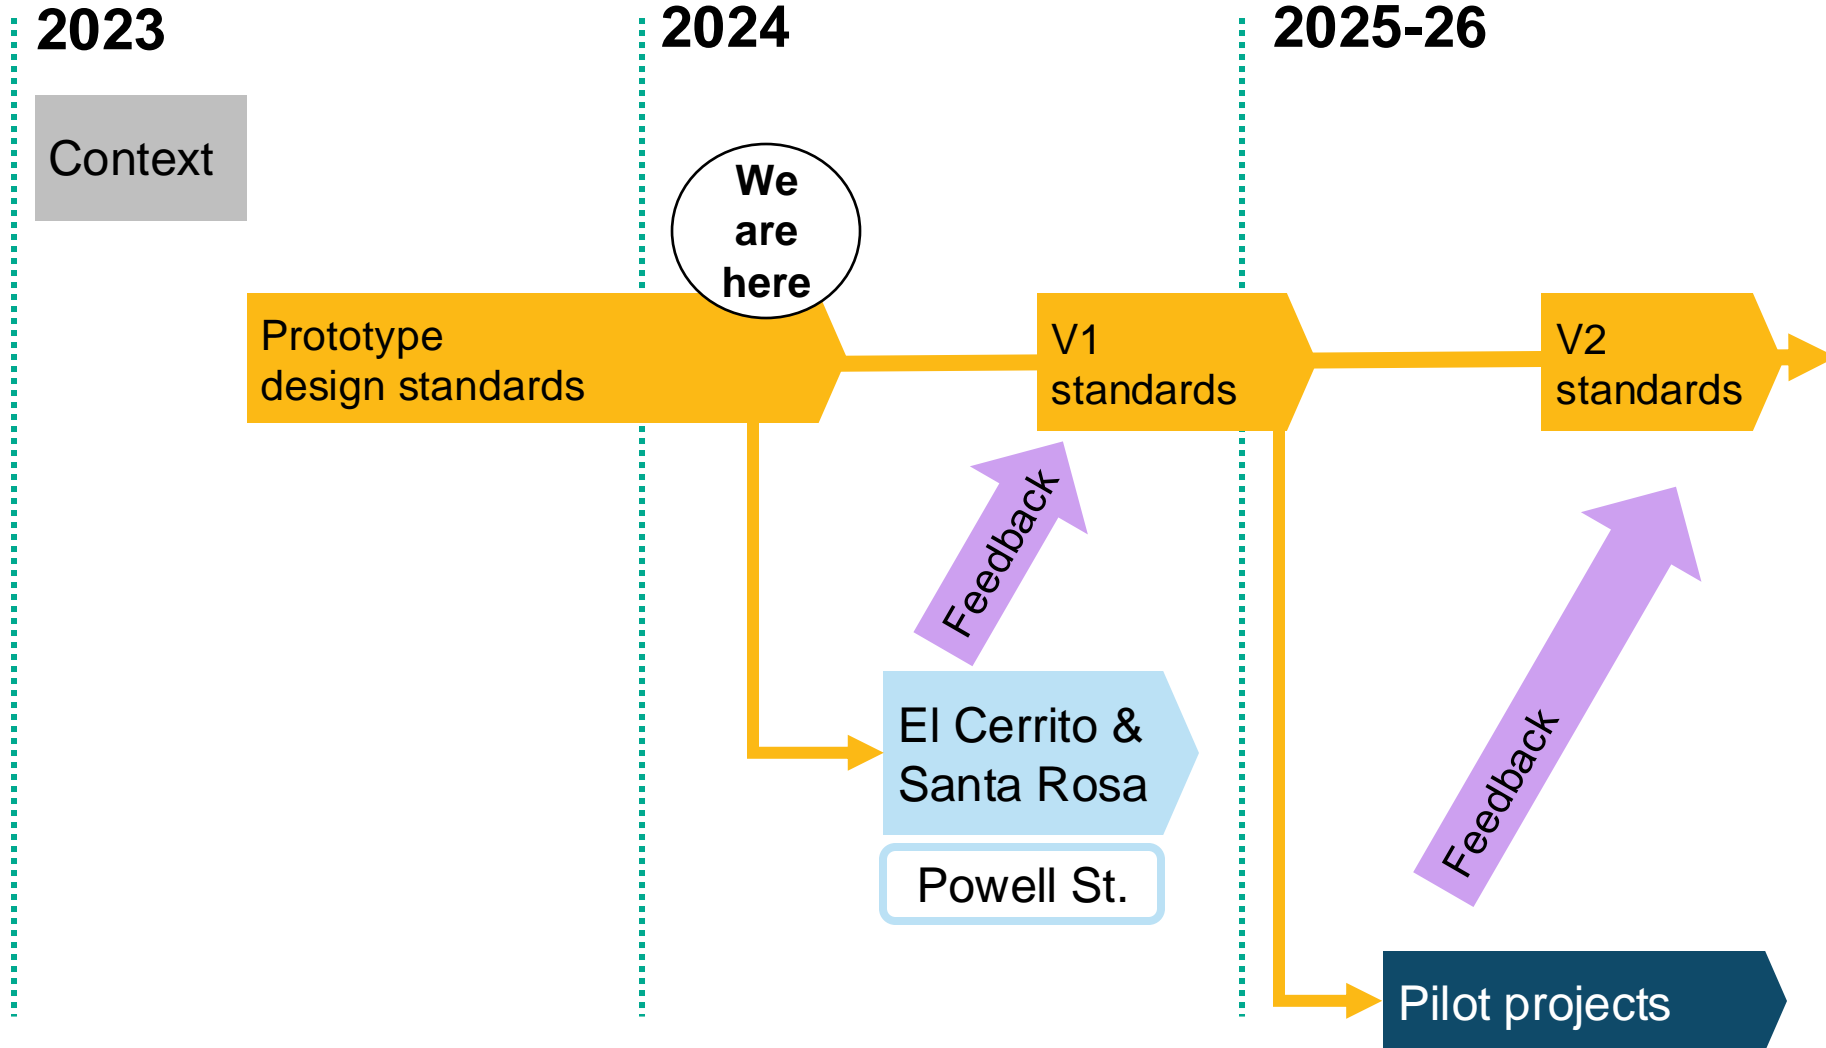 2023
2024
2025-26
Context
We
are
here
Prototype
design standards
V1
standards
V2
standards
Feedback
El Cerrito &
Santa Rosa
Powell St.
Feedback
Pilot projects